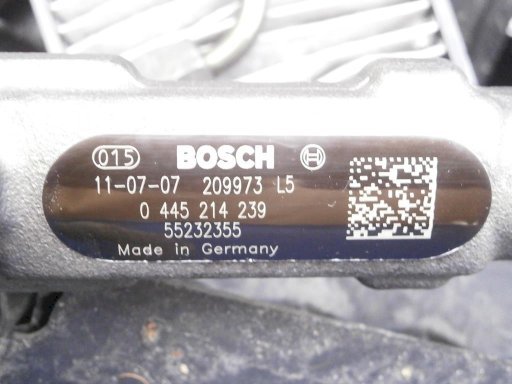 015 BOSCH
11-07-07 209973 L5
0 445 214 239
55232355
Made in Germany